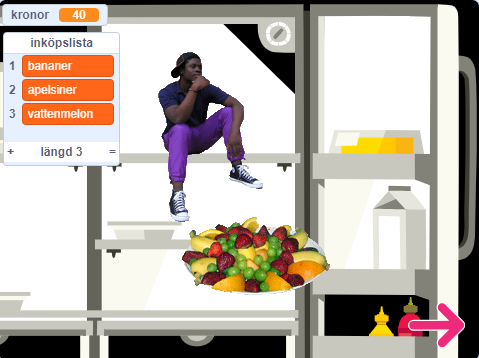 kronor 40
inköpslista
1 bananer
2 apelsiner
3 vattenmelon
+ längd 3 =